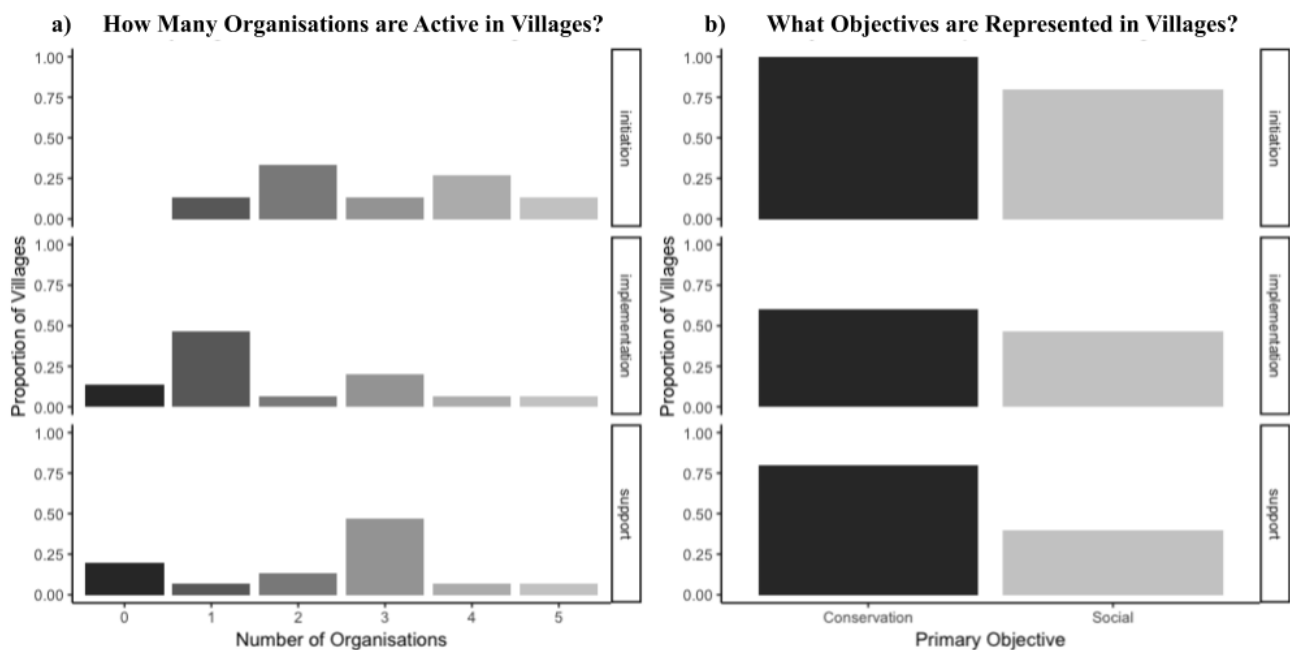 a) How Many Organisations are Active in Villages?
1.00
0.75
0.50
0.25
0.00
initiation
1.00
0.75
0.50
0.25
0.00
implementation
1.00
0.75
0.50
0.25
0.00
support
Proportion of Villages
0 1 2 3 4 5
Number of Organisations
b) What Objectives are Represented in Villages?
1.00
0.75
0.50
0.25
0.00
initiation
1.00
0.75
0.50
0.25
0.00
implementation
1.00
0.75
0.50
0.25
0.00
support
Proportion of Villages
Conservation Social
Primary Objective